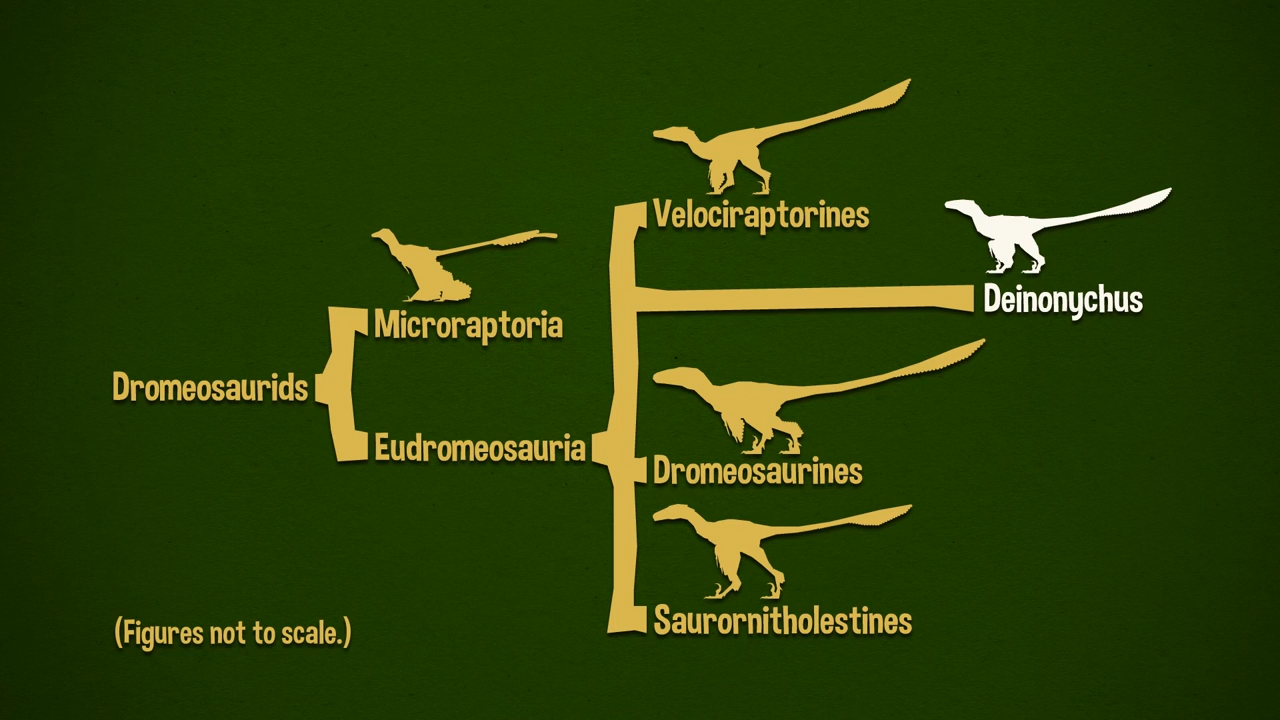 Velociraptorines
Deinonychus
Microraptoria
Dromeosaurids
Eudromeosauria
Dromeosaurines
Saurornitholestines
(Figures not to scale.)